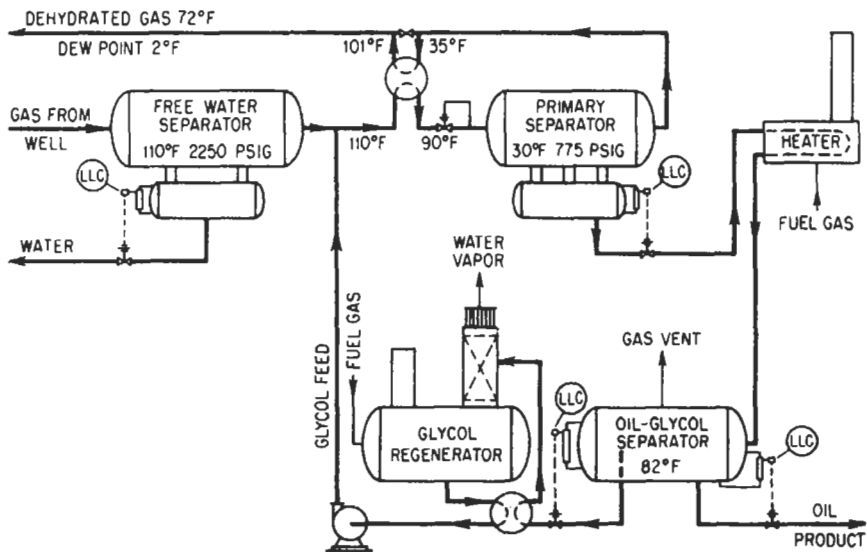 DEHYDRATED GAS 72°F
DEW POINT 2°F
101°F
35°F
GAS FROM
WELL
FREE WATER
SEPARATOR
110°F 2250 PSIG
110°F
90°F
PRIMARY
SEPARATOR
30°F 775 PSIG
HEATER
FUEL GAS
LLC
LLC
WATER
WATER
VAPOR
GLYCOL FEED
FUEL GAS
GAS VENT
GLYCOL
REGENERATOR
LLC
OIL-GLYCOL
SEPARATOR
82°F
LLC
OIL
PRODUCT